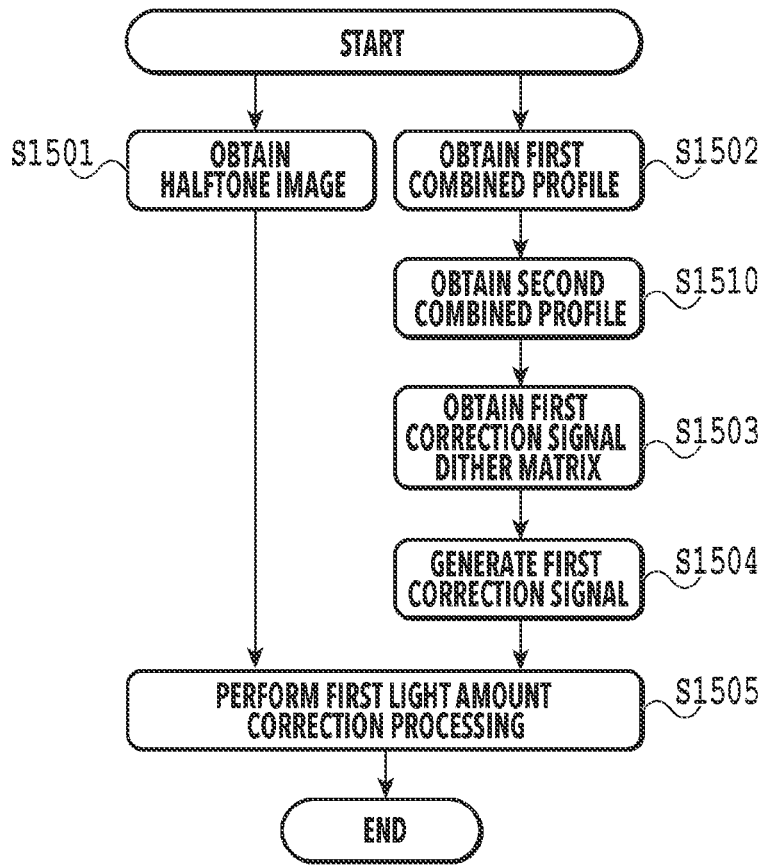 START
S1501
OBTAIN
HALFTONE IMAGE
OBTAIN FIRST
COMBINED PROFILE
S1502
OBTAIN SECOND
COMBINED PROFILE
S1510
OBTAIN FIRST
CORRECTION SIGNAL
DITHER MATRIX
S1503
GENERATE FIRST
CORRECTION SIGNAL
S1504
PERFORM FIRST LIGHT AMOUNT
CORRECTION PROCESSING
S1505
END